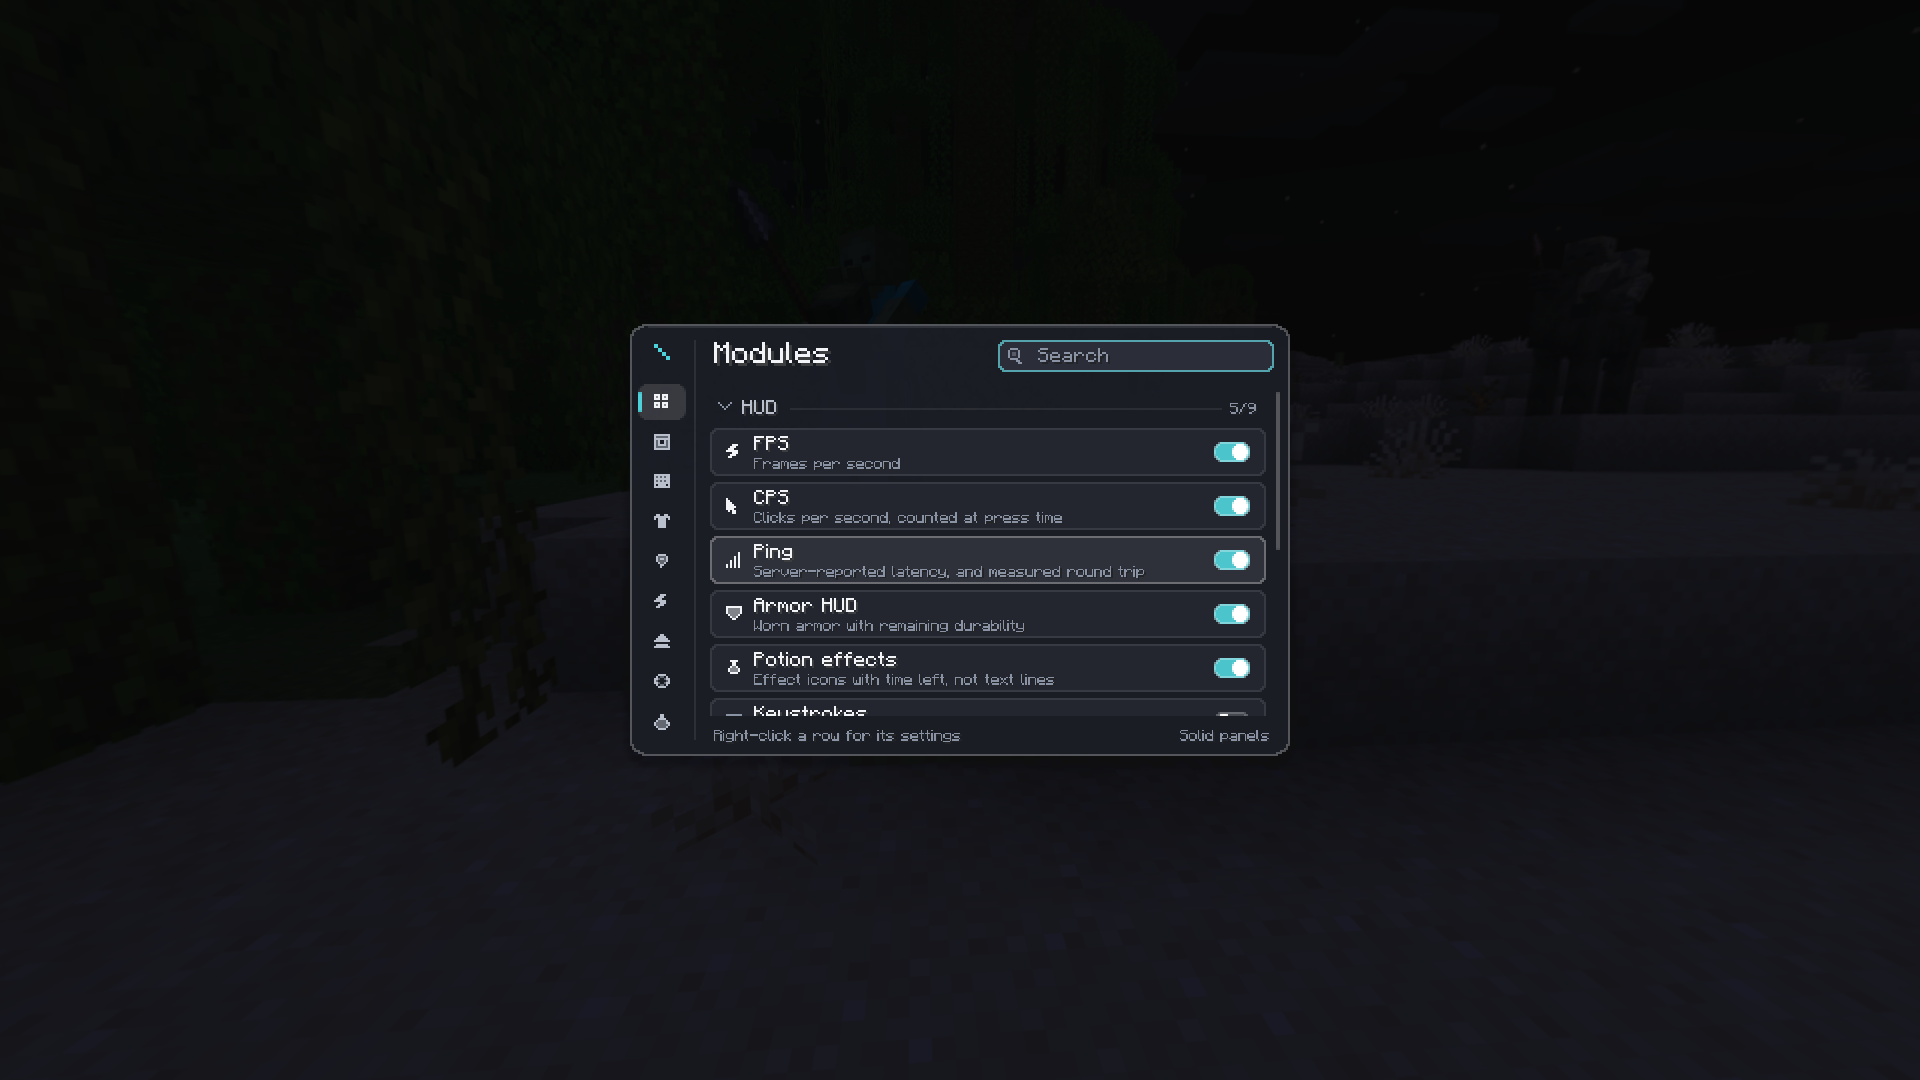 Modules
Search
HUD
5/9
FPS
Frames per second
CPS
Clicks per second, counted at press time
Ping
Server-reported latency, and measured round trip
Armor HUD
Worn armor with remaining durability
Potion effects
Effect icons with time left, not text lines
Keystrokes
Right-click a row for its settings
Solid panels